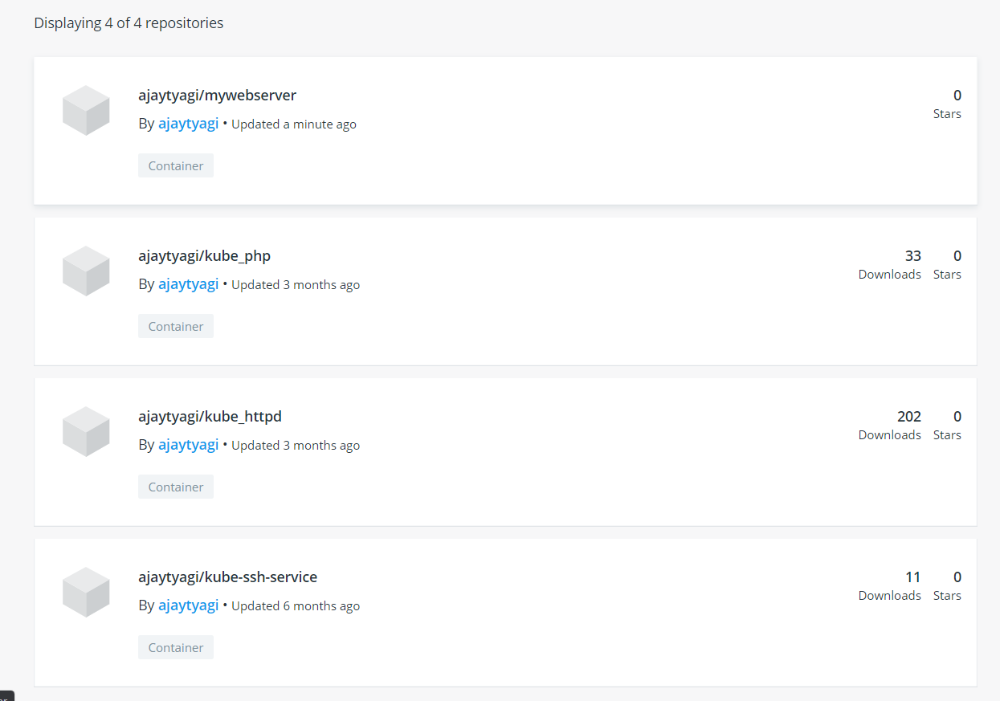 Displaying 4 of 4 repositories
ajaytyagi/mywebserver
0
By ajaytyagi • Updated a minute ago
Stars
Container
ajaytyagi/kube_php
33 0
By ajaytyagi • Updated 3 months ago
Downloads Stars
Container
ajaytyagi/kube_httpd
202 0
By ajaytyagi • Updated 3 months ago
Downloads Stars
Container
ajaytyagi/kube-ssh-service
11 0
By ajaytyagi • Updated 6 months ago
Downloads Stars
Container